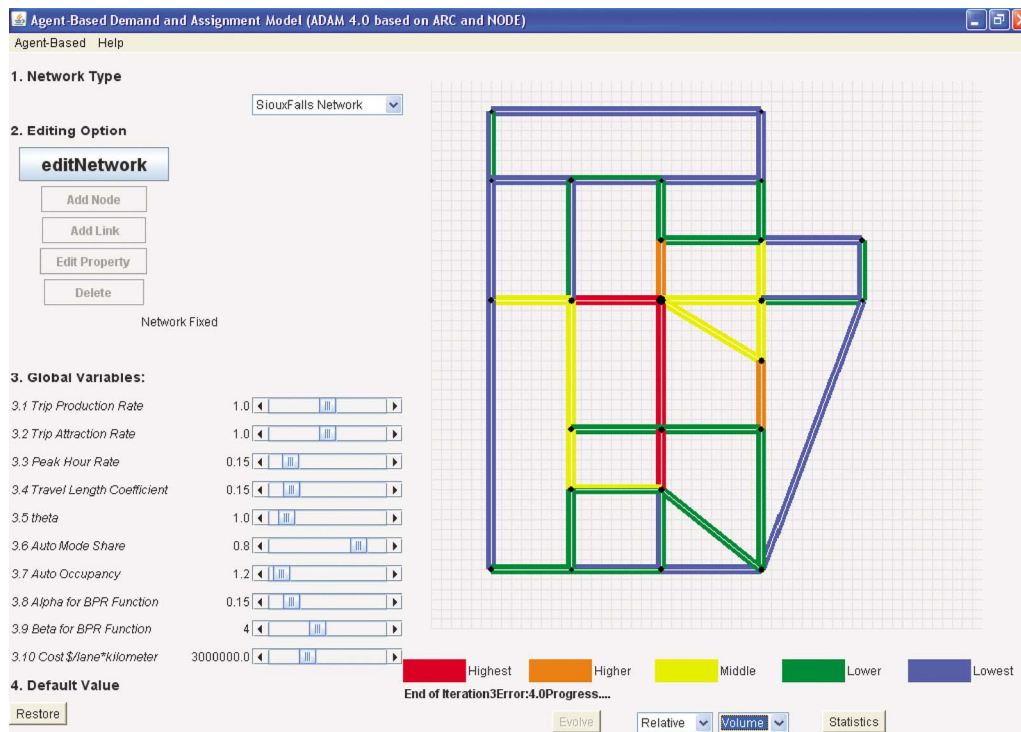 Agent-Based Demand and Assignment Model (ADAM 4.0 based on ARC and NODE)
Agent-Based Help
1. Network Type
SiouxFalls Network
2. Editing Option
editNetwork
Add Node
Add Link
Edit Property
Delete
Network Fixed
3. Global Variables:
3.1 Trip Production Rate 1.0
3.2 Trip Attraction Rate 1.0
3.3 Peak Hour Rate 0.15
3.4 Travel Length Coefficient 0.15
3.5 theta 1.0
3.6 Auto Mode Share 0.8
3.7 Auto Occupancy 1.2
3.8 Alpha for BPR Function 0.15
3.9 Beta for BPR Function 4
3.10 Cost $/lane*kilometer 3000000.0
4. Default Value
Restore
Highest Higher Middle Lower Lowest
End of Iteration3Error:4.0Progress....
Evolve Relative Volume Statistics